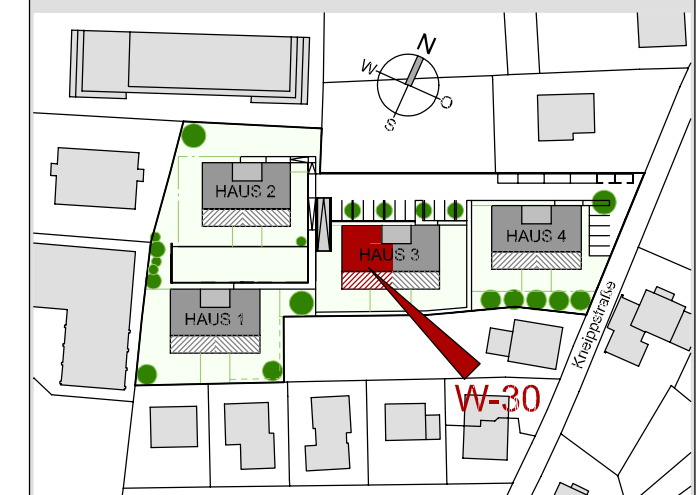 N
W
O
S
HAUS 2
HAUS 3
HAUS 4
HAUS 1
Kneippstraße
W-30